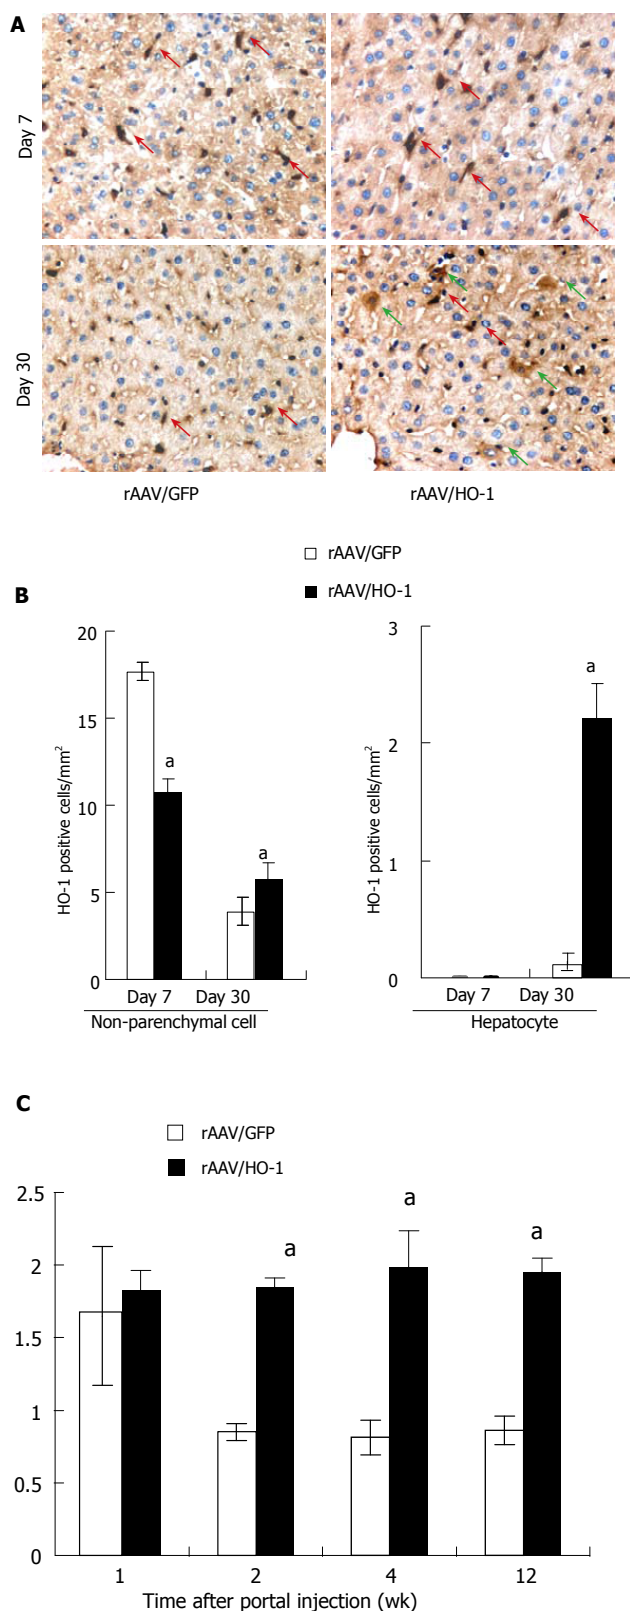 A
Day 7
Day 30
rAAV/GFP
rAAV/HO-1
rAAV/GFP
rAAV/HO-1
B
20
15
10
5
0
HO-1 positive cells/mm²
a
a
Day 7
Day 30
Non-parenchymal cell
3
2
1
0
HO-1 positive cells/mm²
a
Day 7
Day 30
Hepatocyte
C
rAAV/GFP
rAAV/HO-1
2.5
2
1.5
1
0.5
0
a
a
a
1
2
4
12
Time after portal injection (wk)